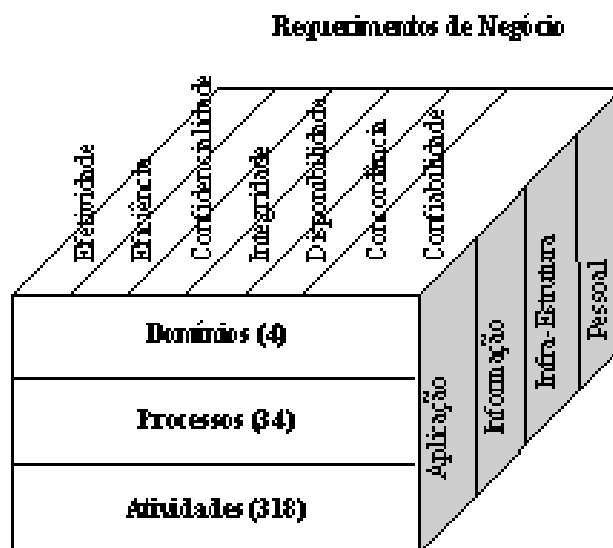 Requerimentos de Negócio
Efetividade
Eficiência
Confidencialidade
Integridade
Disponibilidade
Concordância
Confiabilidade
Domínios (4)
Processos (34)
Atividades (318)
Aplicação
Informação
Infra-Estrutura
Pessoal